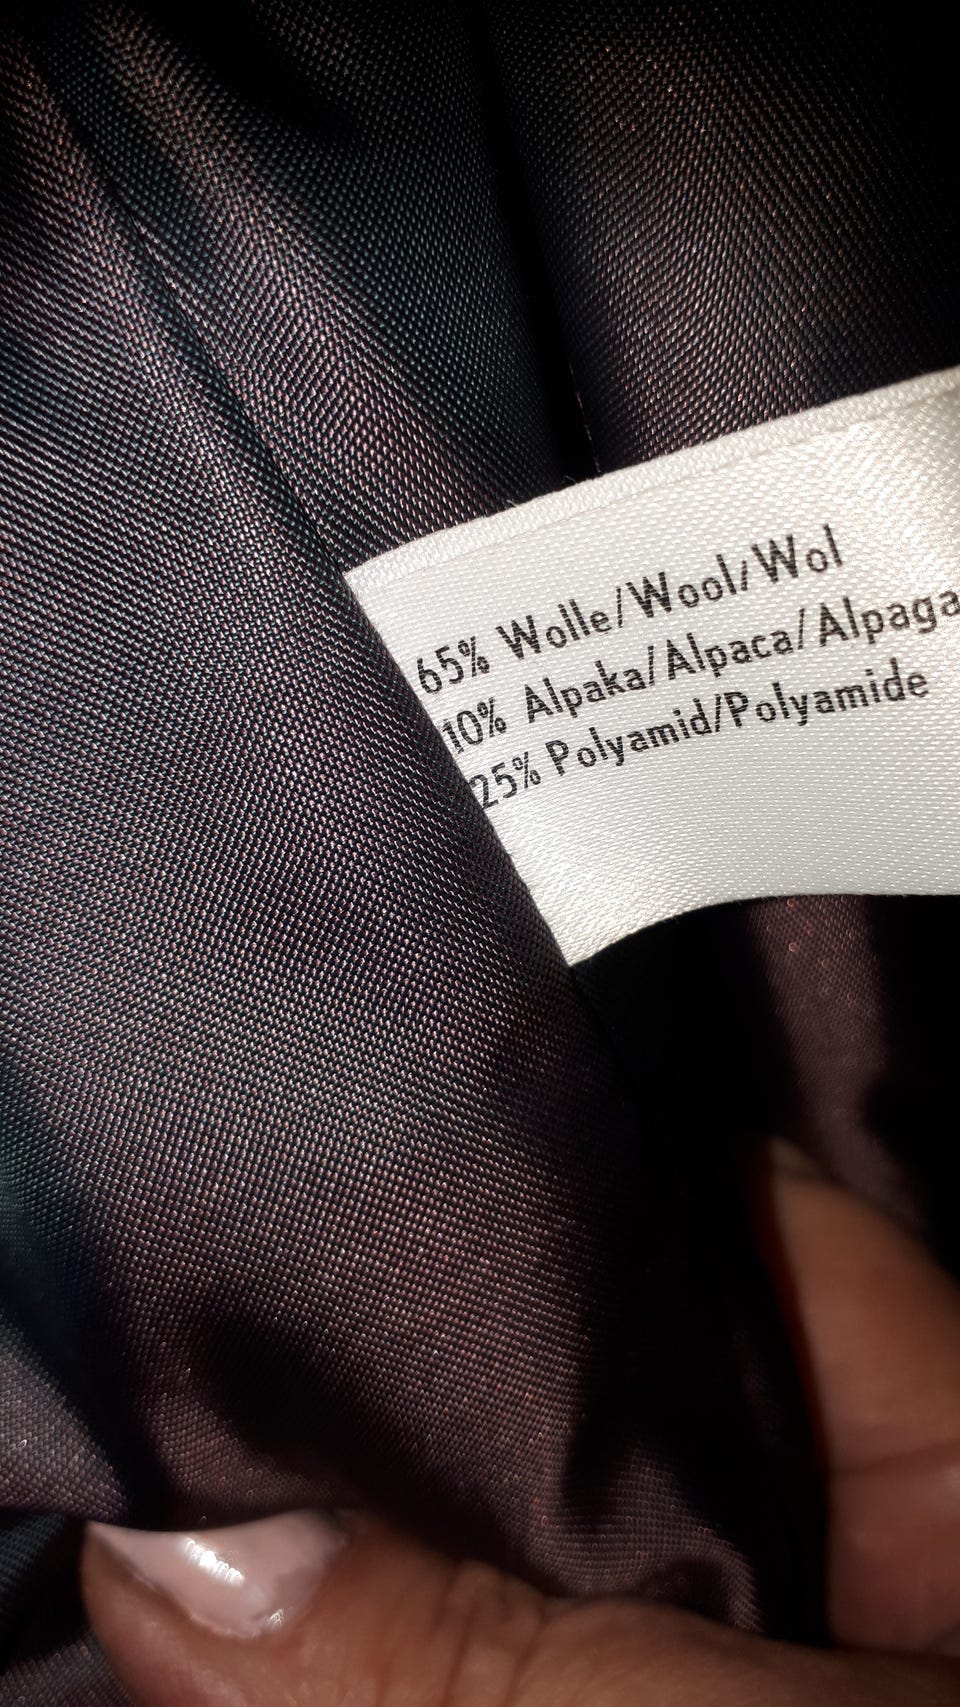 65% Wolle/Wool/Wol
10% Alpaka/Alpaca/Alpaga
25% Polyamid/Polyamide